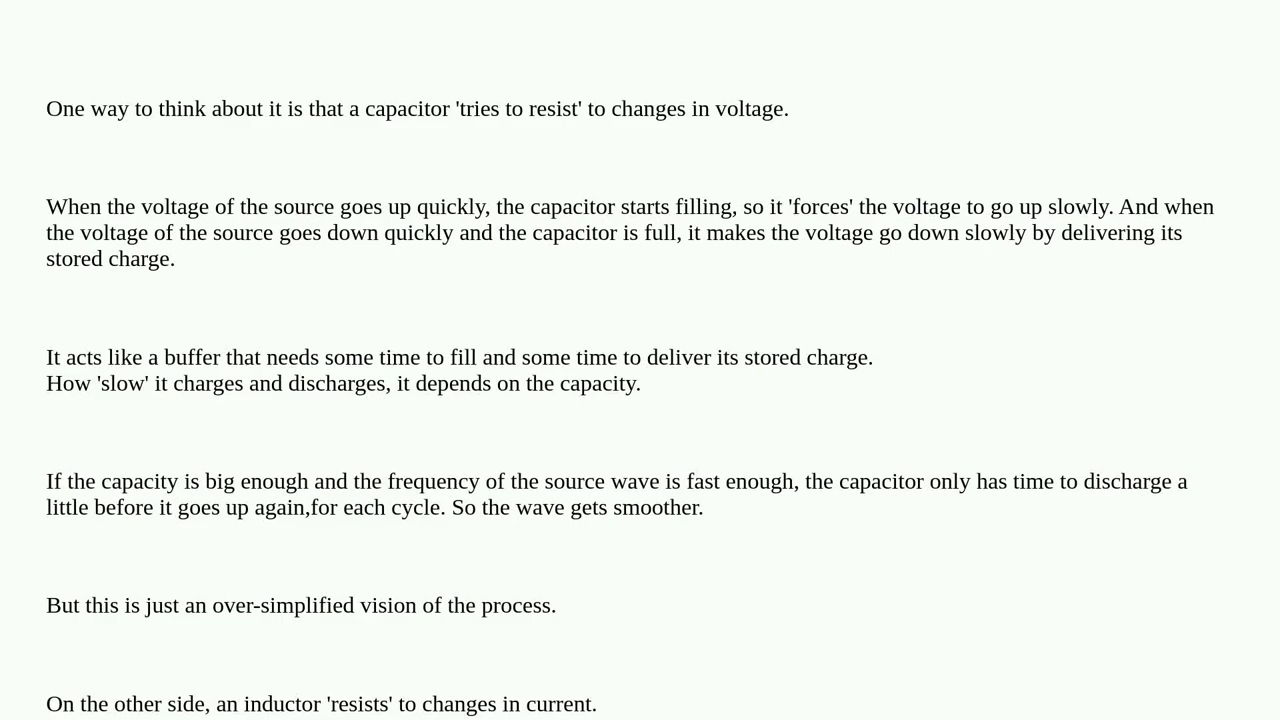 One way to think about it is that a capacitor 'tries to resist' to changes in voltage.
When the voltage of the source goes up quickly, the capacitor starts filling, so it 'forces' the voltage to go up slowly. And when
the voltage of the source goes down quickly and the capacitor is full, it makes the voltage go down slowly by delivering its
stored charge.
It acts like a buffer that needs some time to fill and some time to deliver its stored charge.
How 'slow' it charges and discharges, it depends on the capacity.
If the capacity is big enough and the frequency of the source wave is fast enough, the capacitor only has time to discharge a
little before it goes up again,for each cycle. So the wave gets smoother.
But this is just an over-simplified vision of the process.
On the other side, an inductor 'resists' to changes in current.